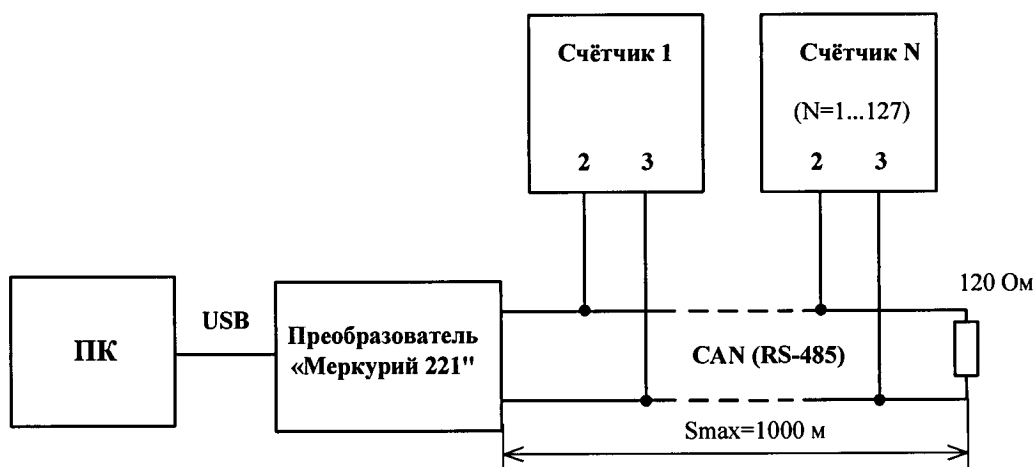 Счётчик 1
2 3
Счётчик N
(N=1...127)
2 3
ПК
USB
Преобразователь
«Меркурий 221"
CAN (RS-485)
120 Ом
Smax=1000 м